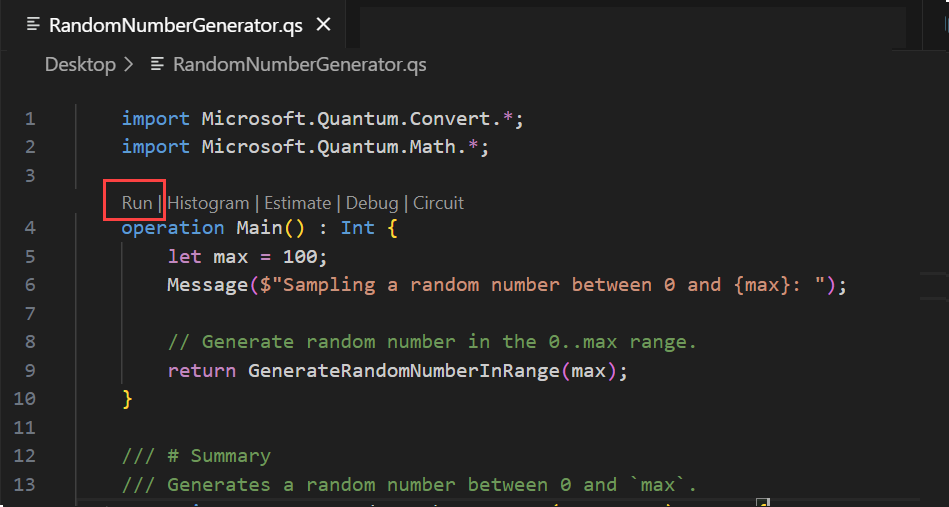 RandomNumberGenerator.qs
Desktop > RandomNumberGenerator.qs
1 import Microsoft.Quantum.Convert.*;
2 import Microsoft.Quantum.Math.*;
3
Run | Histogram | Estimate | Debug | Circuit
4 operation Main() : Int {
5 let max = 100;
6 Message($"Sampling a random number between 0 and {max}: ");
7
8 // Generate random number in the 0..max range.
9 return GenerateRandomNumberInRange(max);
10 }
11
12 /// # Summary
13 /// Generates a random number between 0 and `max`.